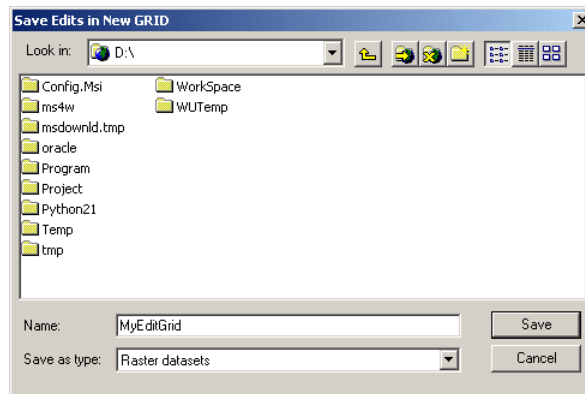 Save Edits in New GRID
Look in: D:\
Config.Msi
ms4w
msdownld.tmp
oracle
Program
Project
Python21
Temp
tmp
WorkSpace
WUTemp
Name: MyEditGrid
Save
Save as type: Raster datasets
Cancel